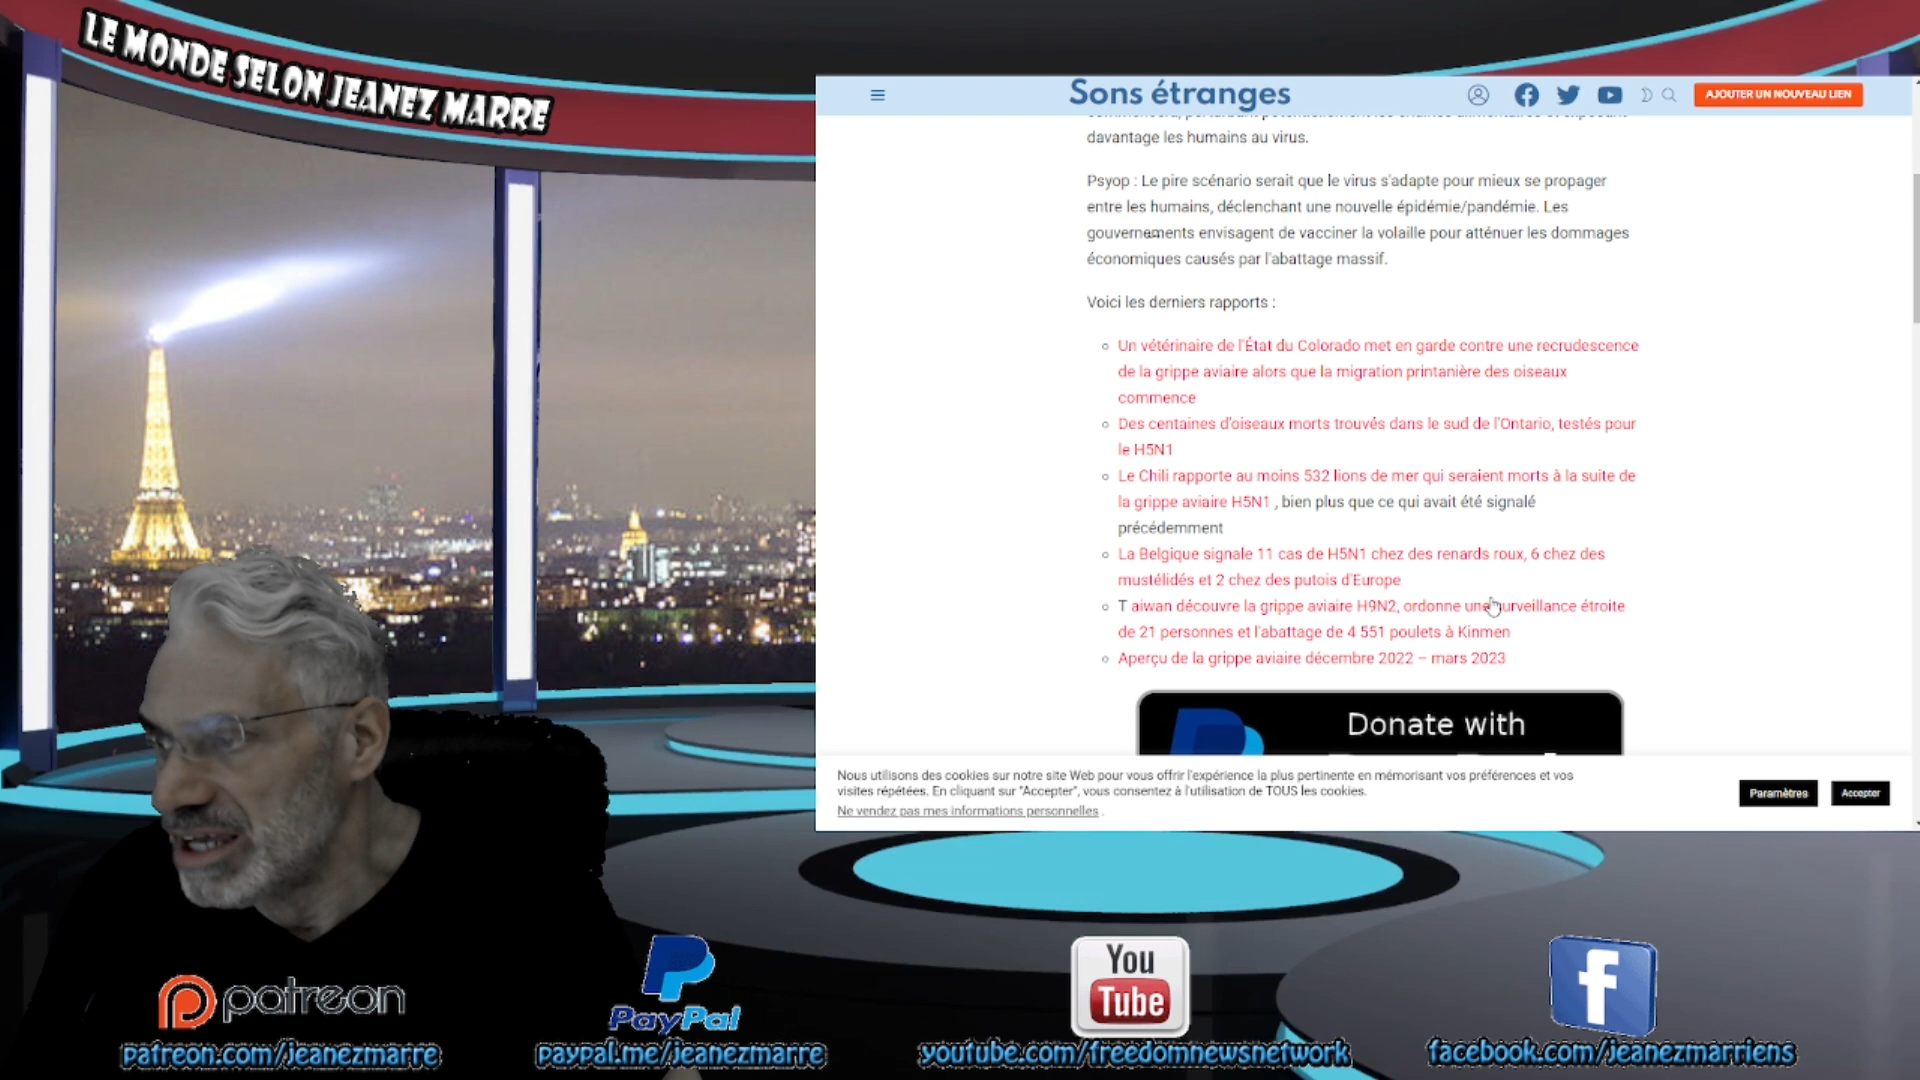 LE MONDE SELON JEANEZ MARRE
Sons étranges
AJOUTER UN NOUVEAU LIEN
davantage les humains au virus.
Psyop : Le pire scénario serait que le virus s'adapte pour mieux se propager
entre les humains, déclenchant une nouvelle épidémie/pandémie. Les
gouvernements envisagent de vacciner la volaille pour atténuer les dommages
économiques causés par l'abattage massif.
Voici les derniers rapports :
Un vétérinaire de l'État du Colorado met en garde contre une recrudescence
de la grippe aviaire alors que la migration printanière des oiseaux
commence
Des centaines d'oiseaux morts trouvés dans le sud de l'Ontario, testés pour
le H5N1
Le Chili rapporte au moins 532 lions de mer qui seraient morts à la suite de
la grippe aviaire H5N1 , bien plus que ce qui avait été signalé
précédemment
La Belgique signale 11 cas de H5N1 chez des renards roux, 6 chez des
mustélidés et 2 chez des putois d'Europe
T aiwan découvre la grippe aviaire H9N2, ordonne une surveillance étroite
de 21 personnes et l'abattage de 4 551 poulets à Kinmen
Aperçu de la grippe aviaire décembre 2022 – mars 2023
Donate with
Nous utilisons des cookies sur notre site Web pour vous offrir l'expérience la plus pertinente en mémorisant vos préférences et vos
visites répétées. En cliquant sur "Accepter", vous consentez à l'utilisation de TOUS les cookies.
Ne vendez pas mes informations personnelles .
Paramètres
Accepter
patreon
PayPal
You
Tube
f
patreon.com/jeanezmarre
paypal.me/jeanezmarre
youtube.com/freedomnewsnetwork
facebook.com/jeanezmarriens